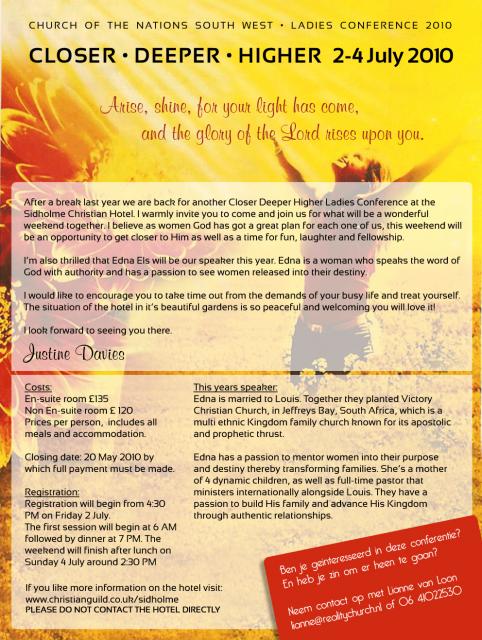 CHURCH OF THE NATIONS SOUTH WEST • LADIES CONFERENCE 2010
CLOSER • DEEPER • HIGHER 2-4 July 2010
Arise, shine, for your light has come,
and the glory of the Lord rises upon you.
After a break last year we are back for another Closer Deeper Higher Ladies Conference at the
Sidholme Christian Hotel. I warmly invite you to come and join us for what will be a wonderful
weekend together. I believe as women God has got a great plan for each one of us, this weekend will
be an opportunity to get closer to Him as well as a time for fun, laughter and fellowship.
I'm also thrilled that Edna Els will be our speaker this year. Edna is a woman who speaks the word of
God with authority and has a passion to see women released into their destiny.
I would like to encourage you to take time out from the demands of your busy life and treat yourself.
The situation of the hotel in it's beautiful gardens is so peaceful and welcoming you will love it!
I look forward to seeing you there.
Justine Davies
Costs:
En-suite room £135
Non En-suite room £ 120
Prices per person, includes all
meals and accommodation.
Closing date: 20 May 2010 by
which full payment must be made.
Registration:
Registration will begin from 4:30
PM on Friday 2 July.
The first session will begin at 6 AM
followed by dinner at 7 PM. The
weekend will finish after lunch on
Sunday 4 July around 2:30 PM
If you like more information on the hotel visit:
www.christianguild.co.uk/sidholme
PLEASE DO NOT CONTACT THE HOTEL DIRECTLY
This years speaker:
Edna is married to Louis. Together they planted Victory
Christian Church, in Jeffreys Bay, South Africa, which is a
multi ethnic Kingdom family church known for its apostolic
and prophetic thrust.
Edna has a passion to mentor women into their purpose
and destiny thereby transforming families. She's a mother
of 4 dynamic children, as well as full-time pastor that
ministers internationally alongside Louis. They have a
passion to build His family and advance His Kingdom
through authentic relationships.
Ben je geïnteresseerd in deze conferentie?
En heb je zin om er heen te gaan?
Neem contact op met Lianne van Loon
lianne@realitychurch.nl of 06 41022530